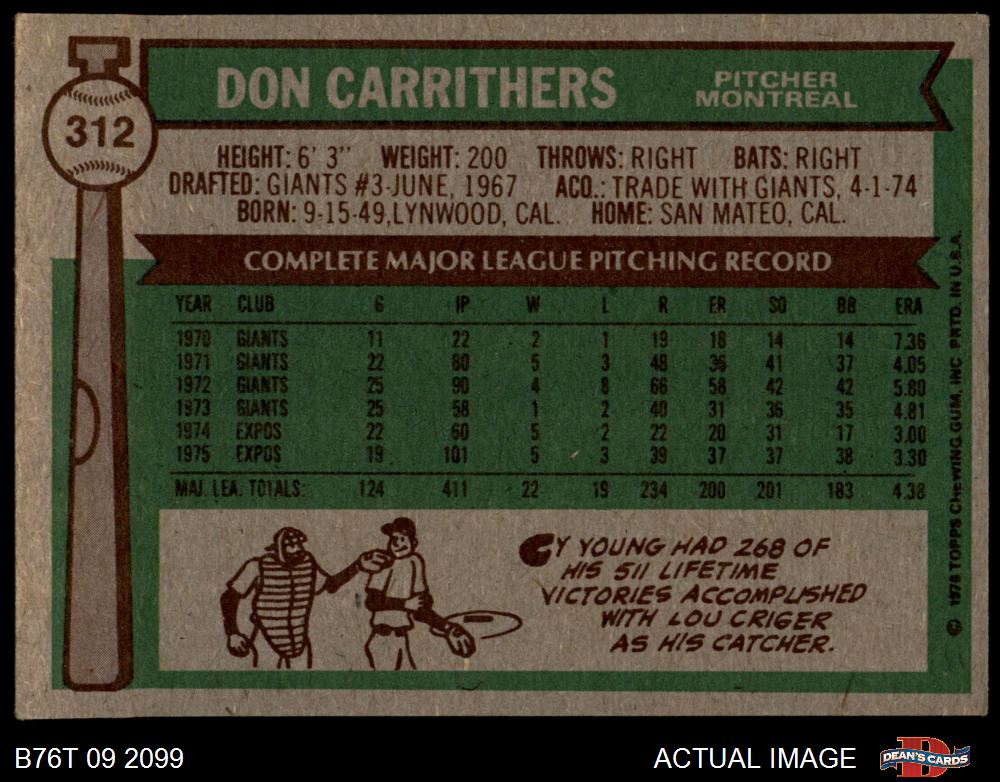 312
DON CARRITHERS
PITCHER
MONTREAL
HEIGHT: 6' 3" WEIGHT: 200 THROWS: RIGHT BATS: RIGHT
DRAFTED: GIANTS #3-JUNE, 1967 ACQ.: TRADE WITH GIANTS, 4-1-74
BORN: 9-15-49, LYNWOOD, CAL. HOME: SAN MATEO, CAL.
COMPLETE MAJOR LEAGUE PITCHING RECORD
YEAR CLUB G IP W L R ER SO BB ERA
1970 GIANTS 11 22 2 1 19 18 14 14 7.36
1971 GIANTS 22 80 5 3 48 36 41 37 4.05
1972 GIANTS 25 90 4 8 66 58 42 42 5.80
1973 GIANTS 25 58 1 2 40 31 36 35 4.81
1974 EXPOS 22 60 5 2 22 20 31 17 3.00
1975 EXPOS 19 101 5 3 39 37 37 38 3.30
MAJ. LEA. TOTALS: 124 411 22 19 234 200 201 183 4.38
CY YOUNG HAD 268 OF
HIS 511 LIFETIME
VICTORIES ACCOMPLISHED
WITH LOU CRIGER
AS HIS CATCHER.
© 1976 TOPPS CHEWING GUM, INC. PRTD. IN U.S.A.
B76T 09 2099
ACTUAL IMAGE
DEAN'S CARDS